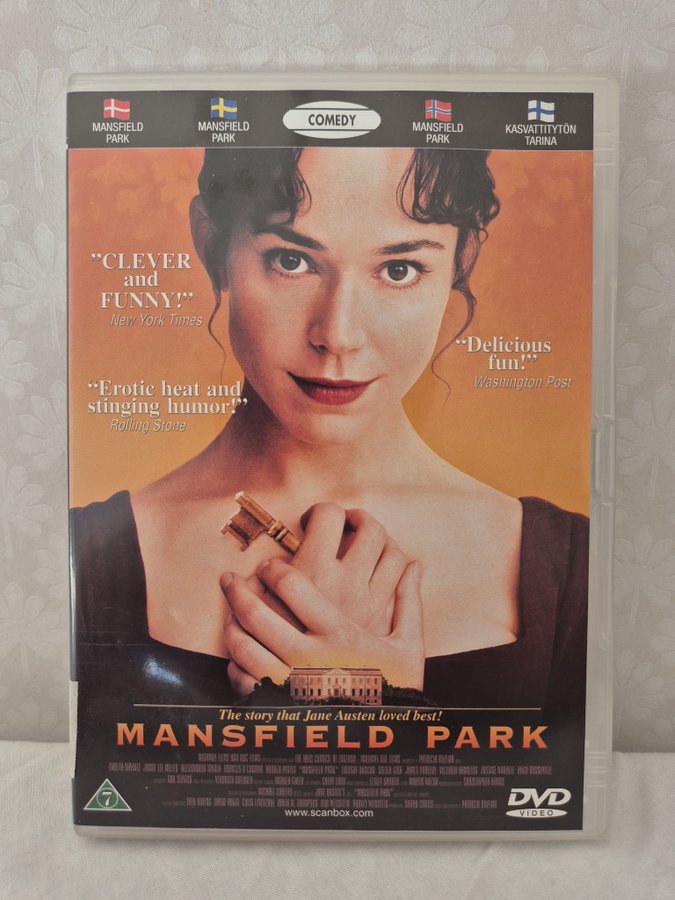 MANSFIELD
PARK
MANSFIELD
PARK
COMEDY
MANSFIELD
PARK
KASVATTITYTÖN
TARINA
”CLEVER
and
FUNNY!”
New York Times
“Delicious
fun!”
Washington Post
“Erotic heat and
stinging humor!”
Rolling Stone
The story that Jane Austen loved best!
MANSFIELD PARK
7
www.scanbox.com
DVD
VIDEO